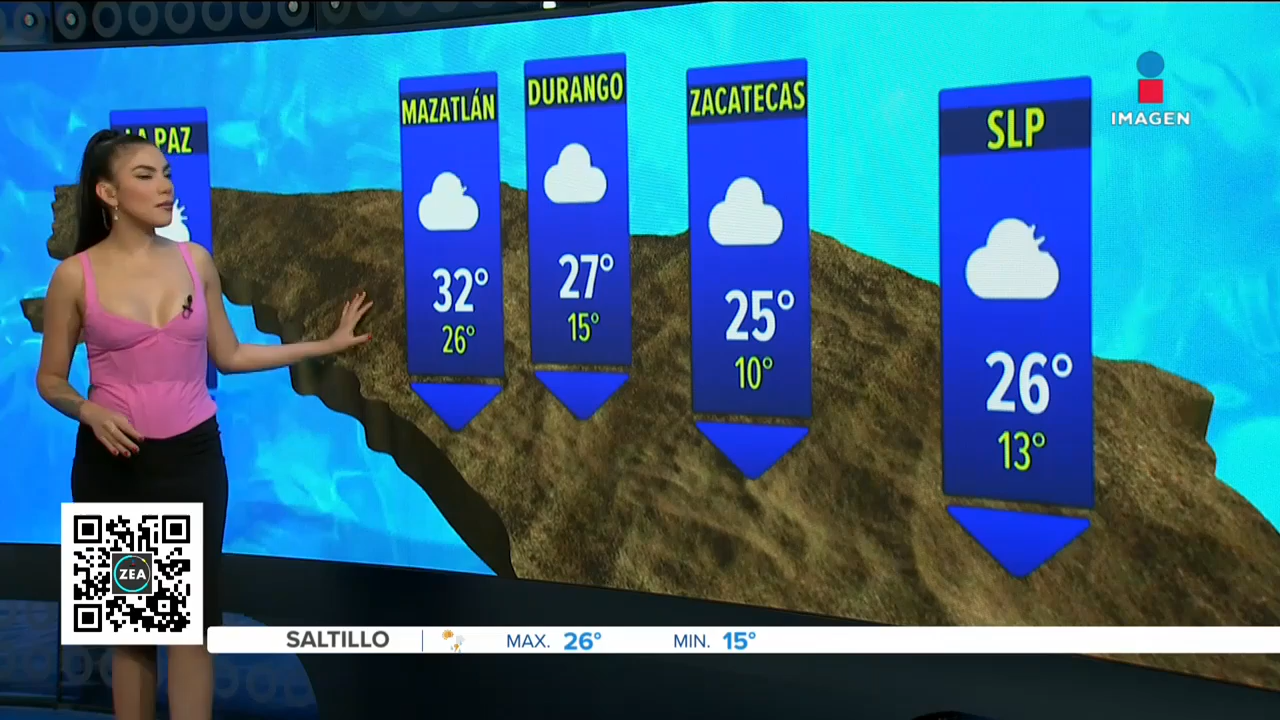 LA PAZ
MAZATLÁN
32°
26°
DURANGO
27°
15°
ZACATECAS
25°
10°
SLP
26°
13°
IMAGEN
ZEA
SALTILLO MAX. 26° MIN. 15°